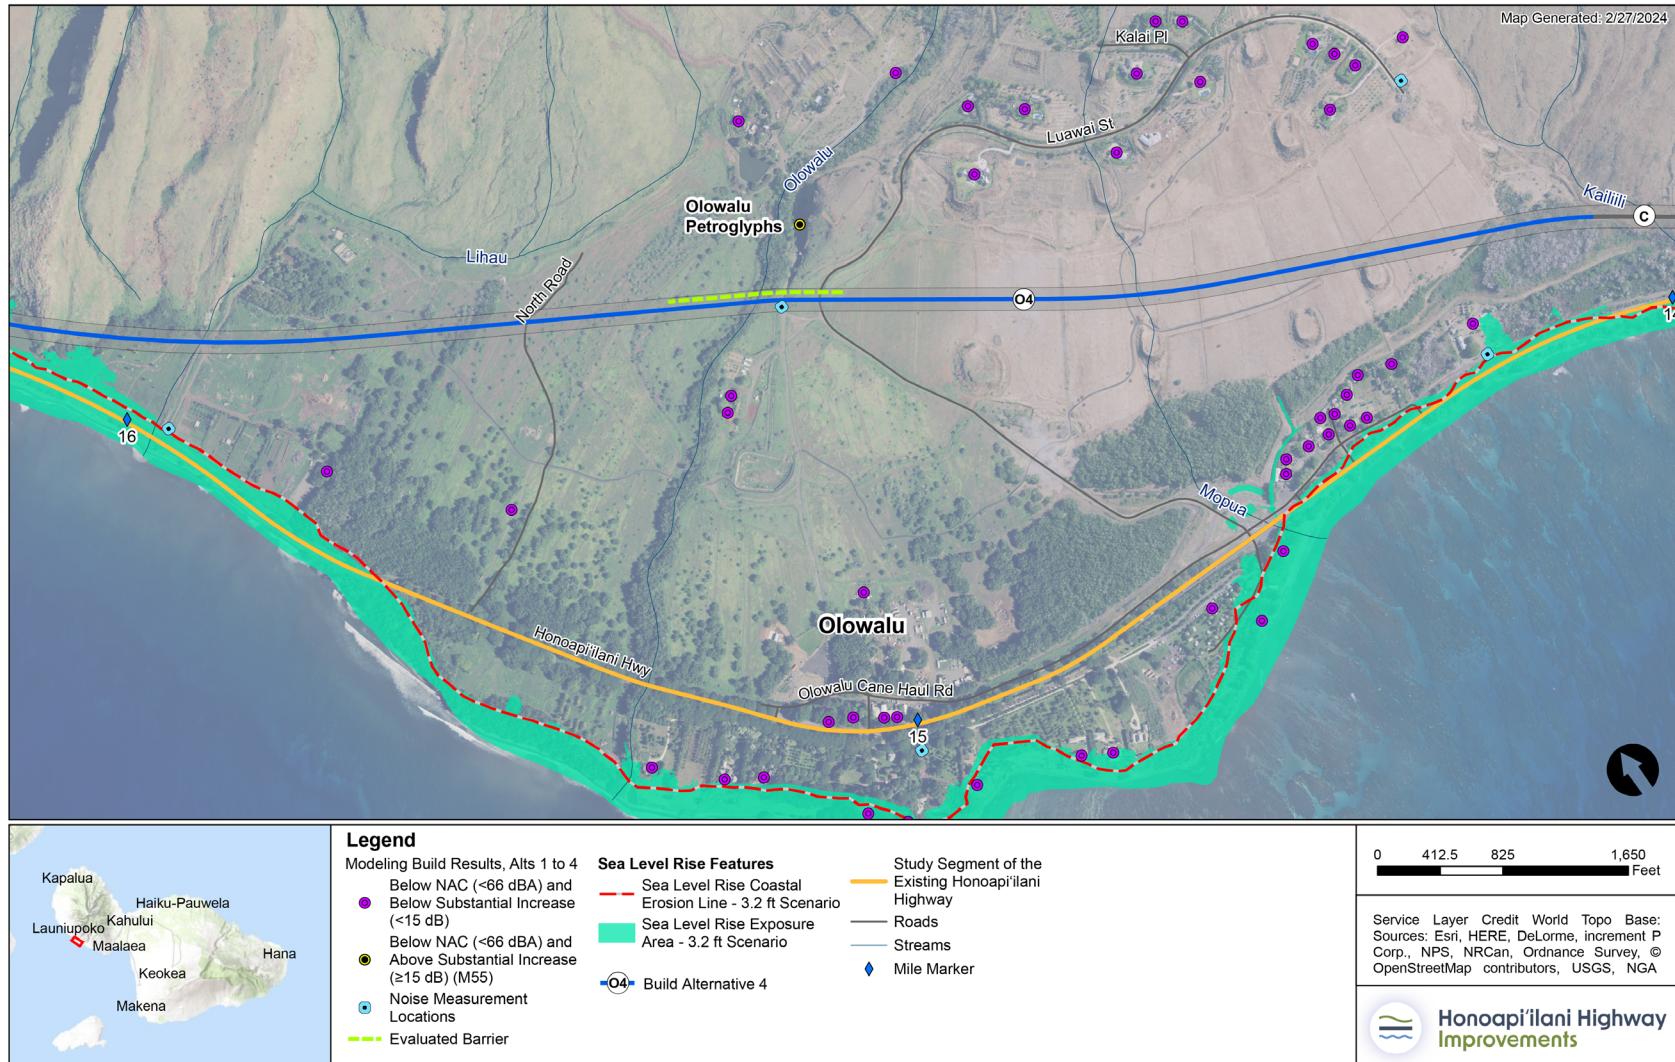 Map Generated: 2/27/2024
Kalai Pl
Luawai St
Olowalu
Olowalu
Petroglyphs
Kailiili
C
Lihau
North Road
O4
14
16
Mopua
Olowalu
Honoapiʻilani Hwy
Olowalu Cane Haul Rd
15
Kapalua
Haiku-Pauwela
Kahului
Launiupoko
Maalaea
Hana
Keokea
Makena
Legend
Modeling Build Results, Alts 1 to 4
Below NAC (<66 dBA) and
Below Substantial Increase
(<15 dB)
Below NAC (<66 dBA) and
Above Substantial Increase
(≥15 dB) (M55)
Noise Measurement
Locations
Evaluated Barrier
Sea Level Rise Features
Sea Level Rise Coastal
Erosion Line - 3.2 ft Scenario
Sea Level Rise Exposure
Area - 3.2 ft Scenario
O4 Build Alternative 4
Study Segment of the
Existing Honoapiʻilani
Highway
Roads
Streams
Mile Marker
0 412.5 825 1,650
Feet
Service Layer Credit World Topo Base:
Sources: Esri, HERE, DeLorme, increment P
Corp., NPS, NRCan, Ordnance Survey, ©
OpenStreetMap contributors, USGS, NGA
Honoapiʻilani Highway
Improvements